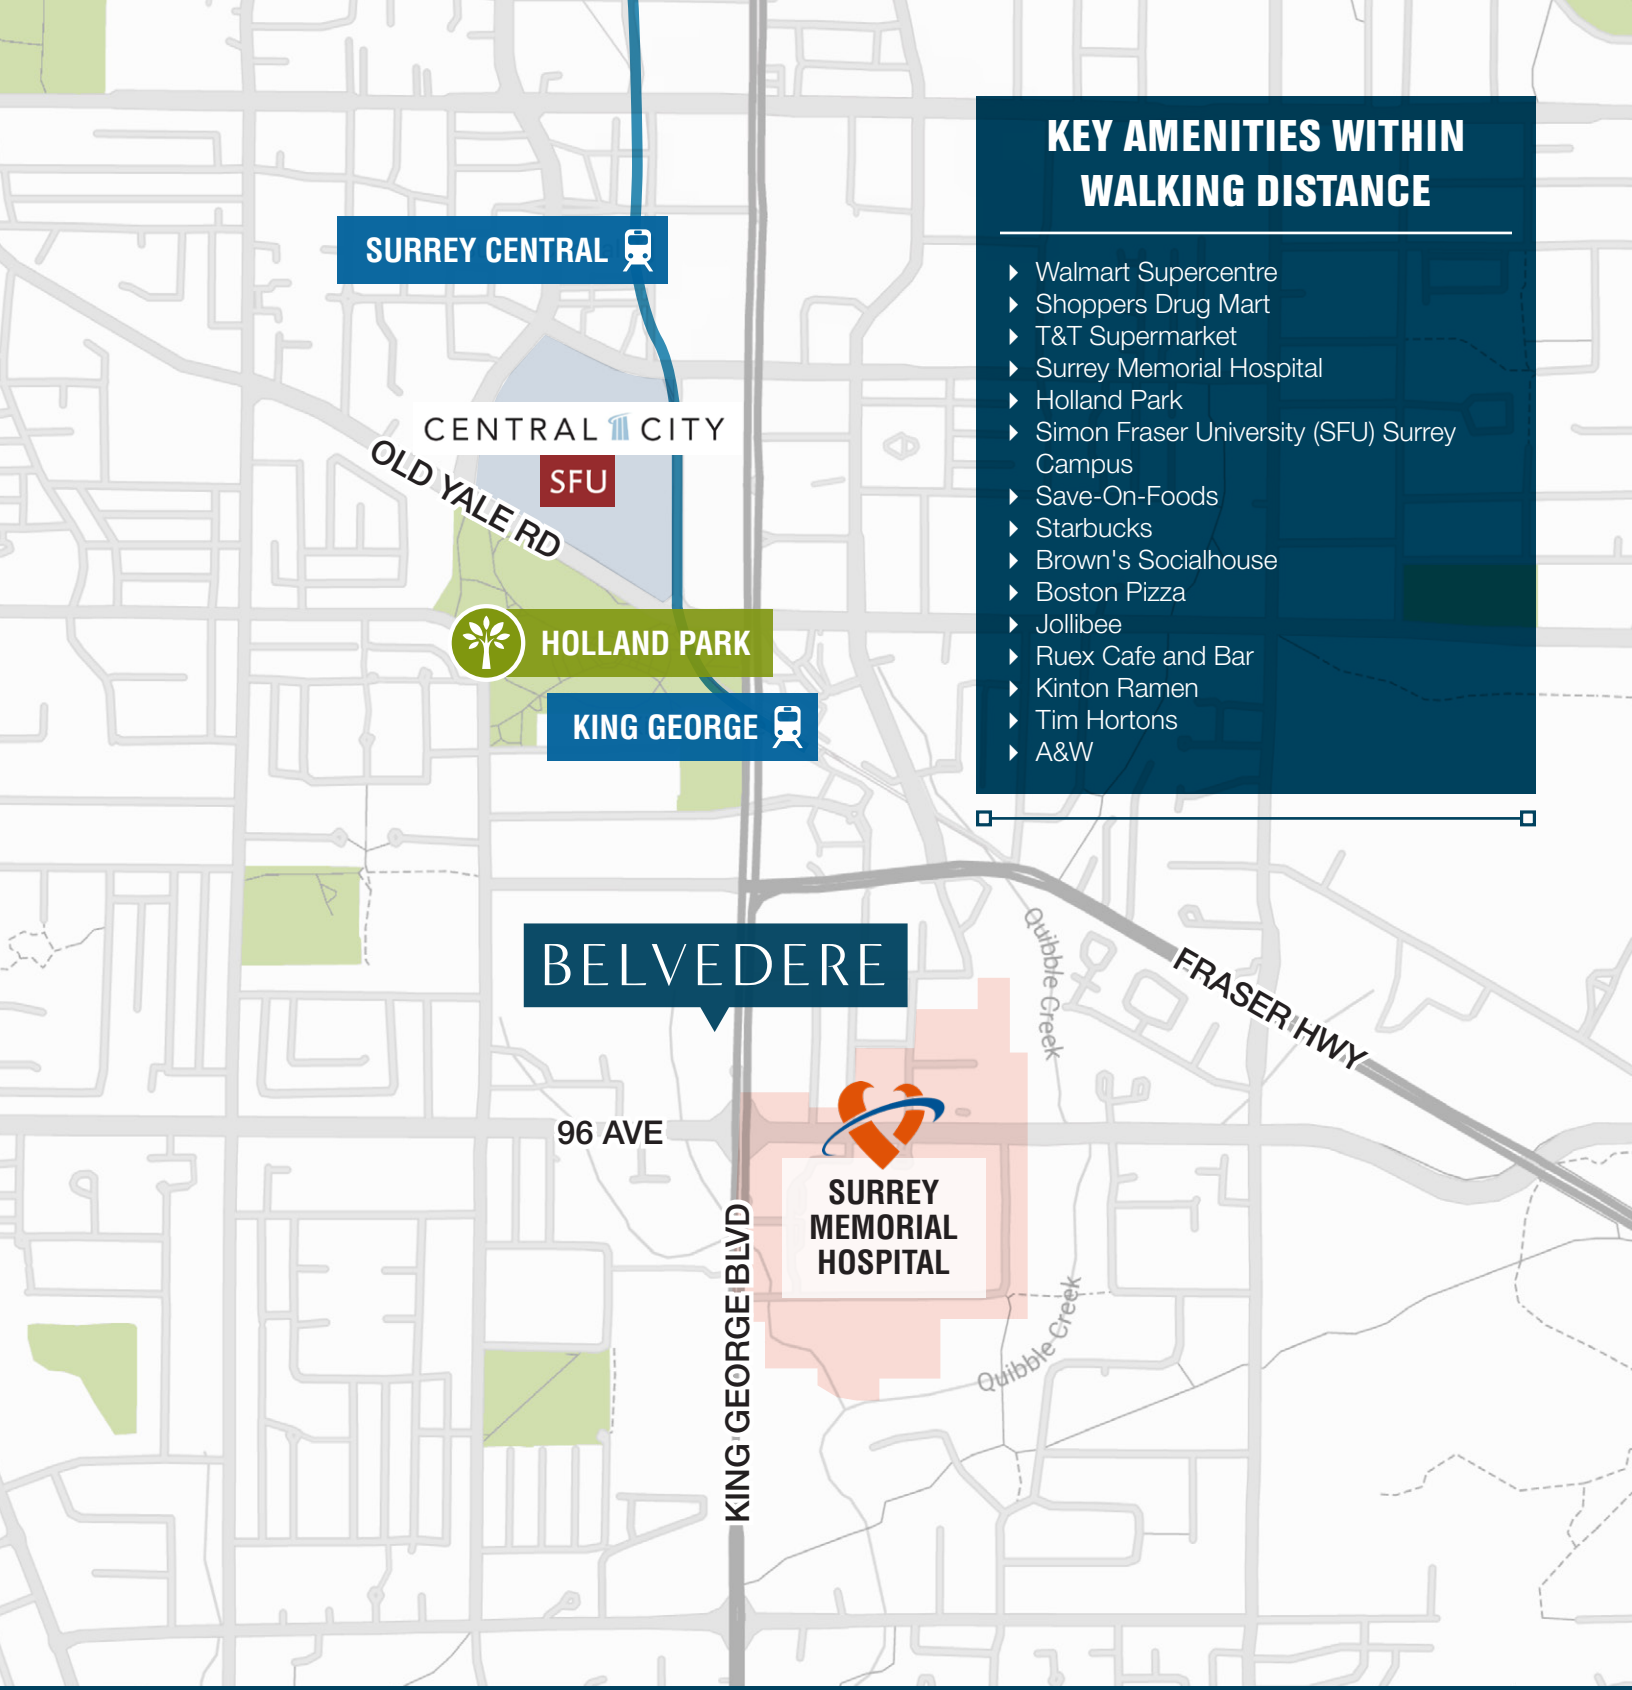 KEY AMENITIES WITHIN
WALKING DISTANCE
Walmart Supercentre
Shoppers Drug Mart
T&T Supermarket
Surrey Memorial Hospital
Holland Park
Simon Fraser University (SFU) Surrey
Campus
Save-On-Foods
Starbucks
Brown's Socialhouse
Boston Pizza
Jollibee
Ruex Cafe and Bar
Kinton Ramen
Tim Hortons
A&W
SURREY CENTRAL
CENTRAL CITY
SFU
OLD YALE RD
HOLLAND PARK
KING GEORGE
BELVEDERE
Quibble Creek
FRASER HWY
96 AVE
SURREY
MEMORIAL
HOSPITAL
KING GEORGE BLVD
Quibble Creek